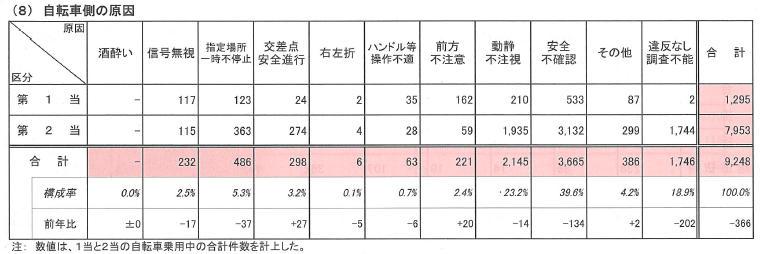 (8) 自転車側の原因
原因 区分 酒酔い 信号無視 指定場所一時不停止 交差点安全進行 右左折 ハンドル等操作不適 前方不注意 動静不注視 安全不確認 その他 違反なし調査不能 合計
第1当 － 117 123 24 2 35 162 210 533 87 2 1,295
第2当 － 115 363 274 4 28 59 1,935 3,132 299 1,744 7,953
合計 － 232 486 298 6 63 221 2,145 3,665 386 1,746 9,248
構成率 0.0% 2.5% 5.3% 3.2% 0.1% 0.7% 2.4% 23.2% 39.6% 4.2% 18.9% 100.0%
前年比 ±0 －17 －37 +27 －5 －6 +20 －14 －134 +2 －202 －366
注: 数値は、1当と2当の自転車乗用中の合計件数を計上した。